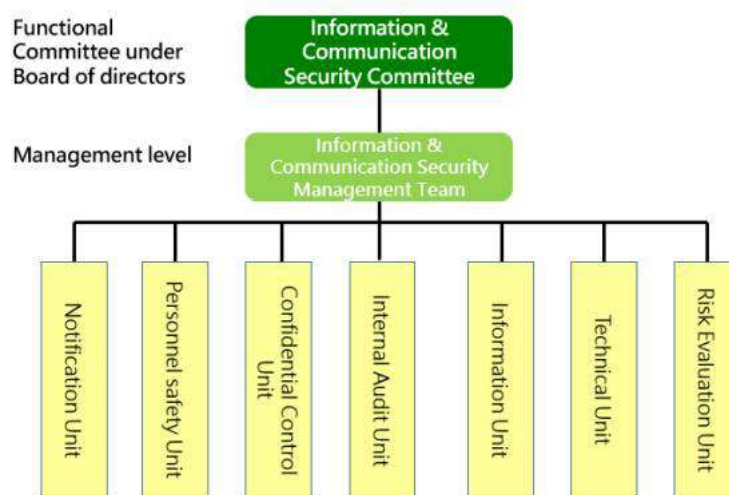 Functional
Committee under
Board of directors
Information &
Communication
Security Committee
Management level
Information &
Communication Security
Management Team
Notification Unit
Personnel safety Unit
Confidential Control
Unit
Internal Audit Unit
Information Unit
Technical Unit
Risk Evaluation Unit